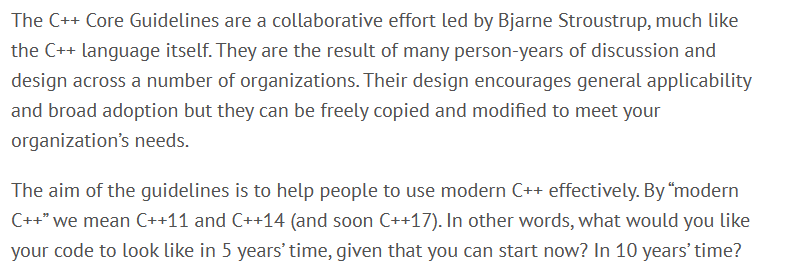 The C++ Core Guidelines are a collaborative effort led by Bjarne Stroustrup, much like
the C++ language itself. They are the result of many person-years of discussion and
design across a number of organizations. Their design encourages general applicability
and broad adoption but they can be freely copied and modified to meet your
organization’s needs.
The aim of the guidelines is to help people to use modern C++ effectively. By “modern
C++” we mean C++11 and C++14 (and soon C++17). In other words, what would you like
your code to look like in 5 years’ time, given that you can start now? In 10 years’ time?